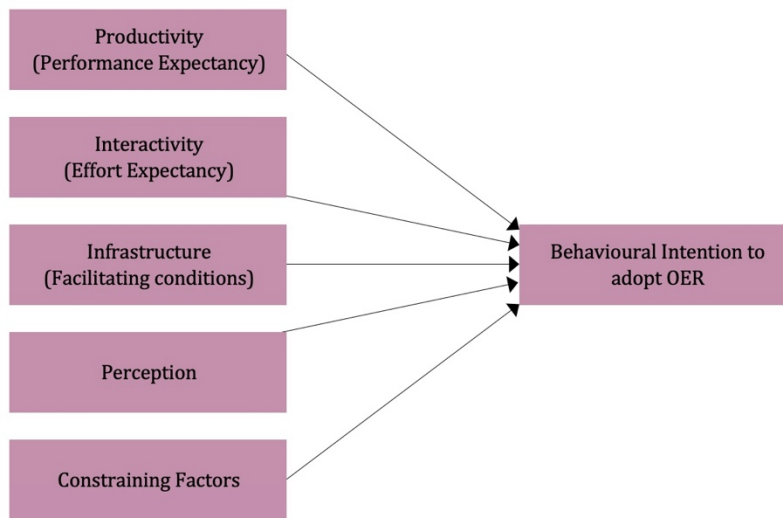 Productivity
(Performance Expectancy)
Interactivity
(Effort Expectancy)
Infrastructure
(Facilitating conditions)
Perception
Constraining Factors
Behavioural Intention to
adopt OER